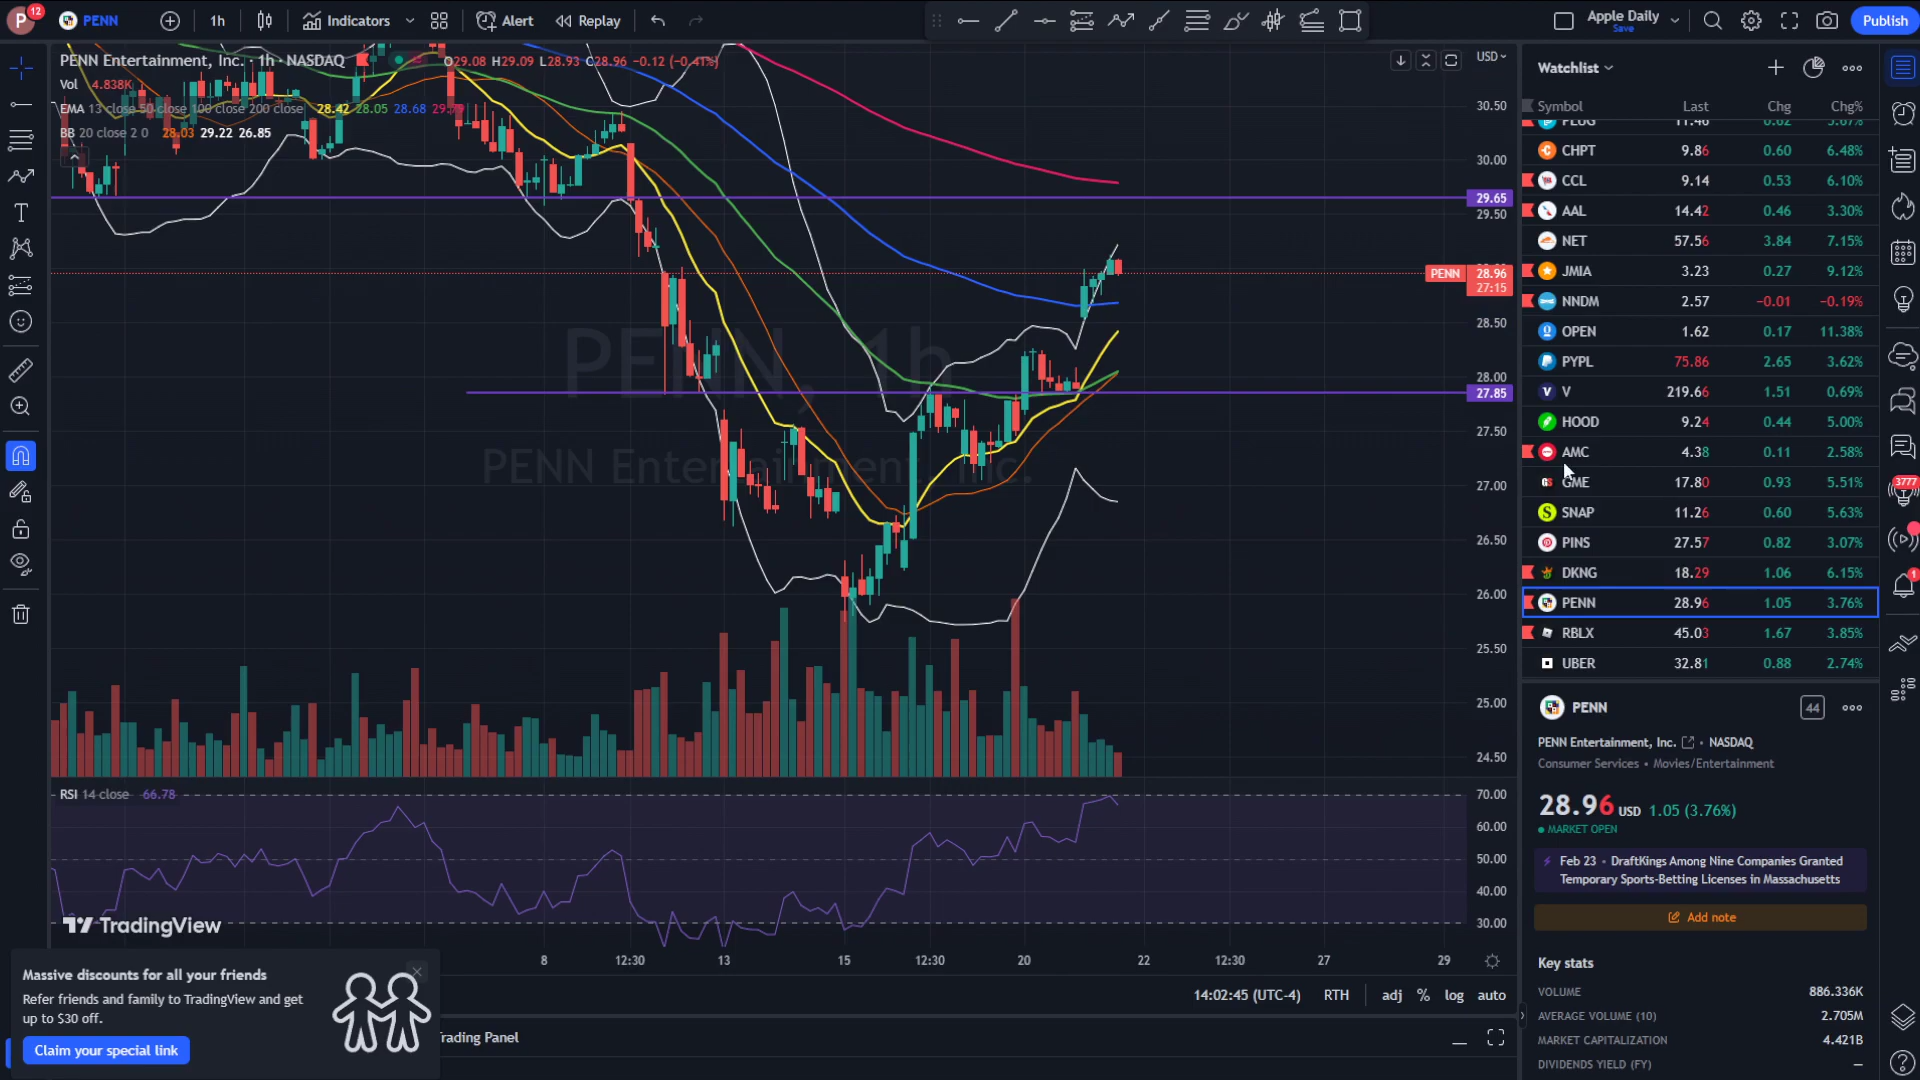 P 12 PENN 1h Indicators Alert Replay Apple Daily Save Publish
PENN Entertainment, Inc. · 1h · NASDAQ O29.08 H29.09 L28.93 C28.96 −0.12 (−0.41%)
Vol 4.838K
EMA 13 close 50 close 100 close 200 close 28.42 28.05 28.68
BB 20 close 2 0 28.03 29.22 26.85
PENN, 1h
PENN Entertainment, Inc.
USD
30.50
30.00
29.65
29.50
PENN 28.96
27:15
28.50
28.00
27.85
27.50
27.00
26.50
26.00
25.50
25.00
24.50
RSI 14 close 66.78
70.00
60.00
50.00
40.00
30.00
TradingView
8 12:30 13 15 12:30 20 22 12:30 27 29
14:02:45 (UTC-4) RTH adj % log auto
Trading Panel
Massive discounts for all your friends
Refer friends and family to TradingView and get
up to $30 off.
Claim your special link
Watchlist
Symbol Last Chg Chg%
PLUG 11.46 0.62 5.67%
CHPT 9.86 0.60 6.48%
CCL 9.14 0.53 6.10%
AAL 14.42 0.46 3.30%
NET 57.56 3.84 7.15%
JMIA 3.23 0.27 9.12%
NNDM 2.57 −0.01 −0.19%
OPEN 1.62 0.17 11.38%
PYPL 75.86 2.65 3.62%
V 219.66 1.51 0.69%
HOOD 9.24 0.44 5.00%
AMC 4.38 0.11 2.58%
GME 17.80 0.93 5.51%
SNAP 11.26 0.60 5.63%
PINS 27.57 0.82 3.07%
DKNG 18.29 1.06 6.15%
PENN 28.96 1.05 3.76%
RBLX 45.03 1.67 3.85%
UBER 32.81 0.88 2.74%
PENN 44
PENN Entertainment, Inc. · NASDAQ
Consumer Services • Movies/Entertainment
28.96 USD 1.05 (3.76%)
MARKET OPEN
Feb 23 · DraftKings Among Nine Companies Granted
Temporary Sports-Betting Licenses in Massachusetts
Add note
Key stats
VOLUME 886.336K
AVERAGE VOLUME (10) 2.705M
MARKET CAPITALIZATION 4.421B
DIVIDENDS YIELD (FY) —
3777
1